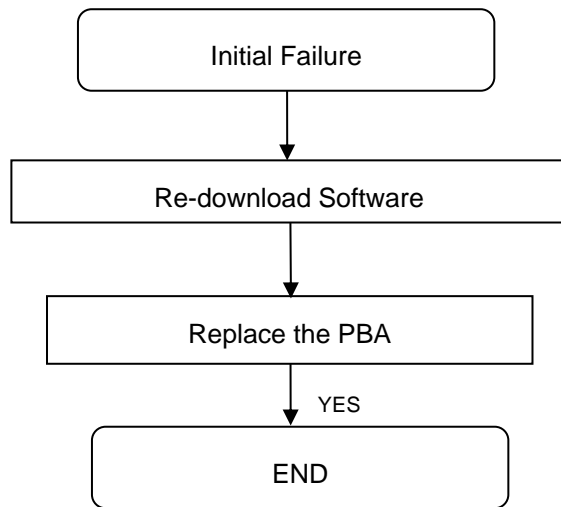 Initial Failure
Re-download Software
Replace the PBA
YES
END